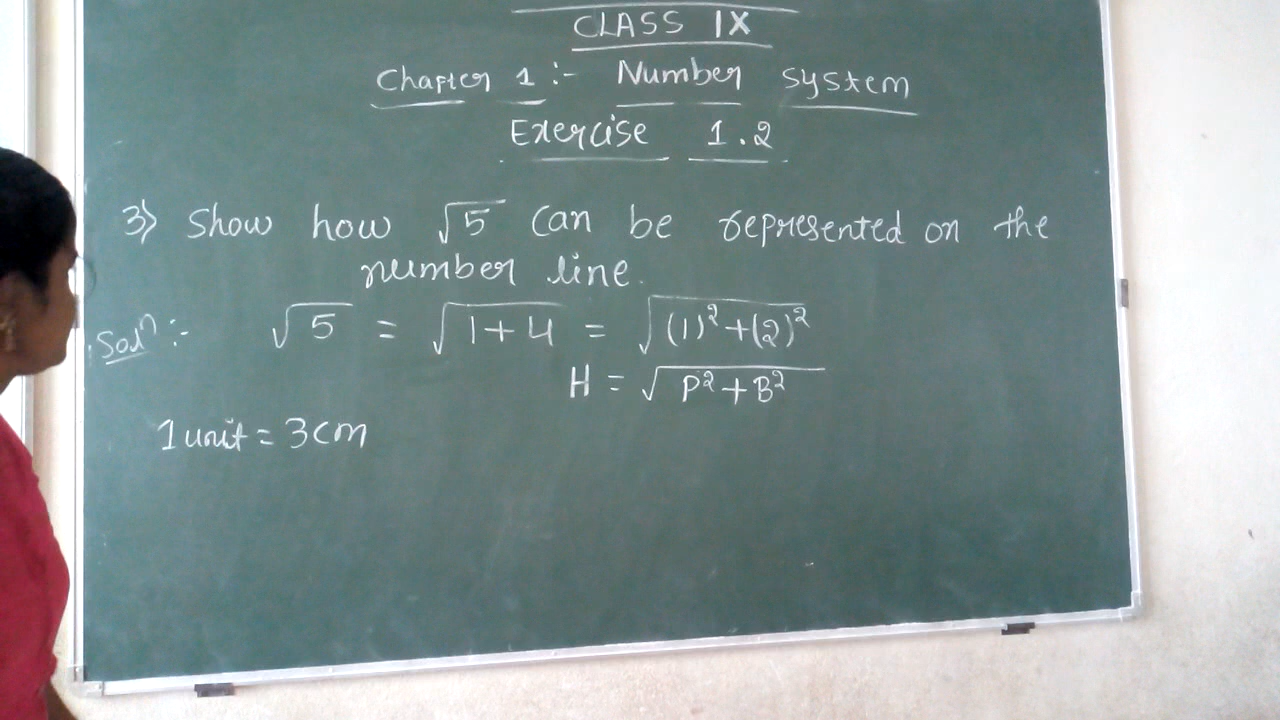 CLASS IX
Chapter 1 :- Number System
Exercise 1.2
3) Show how √5 can be represented on the
number line.
Solⁿ :- √5 = √1+4 = √(1)²+(2)²
H = √P²+B²
1 unit = 3cm